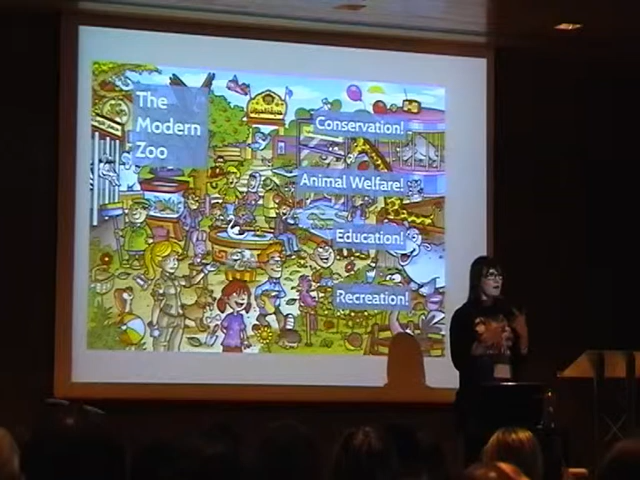 The
Modern
Zoo
Conservation!
Animal Welfare!
Education!
Recreation!